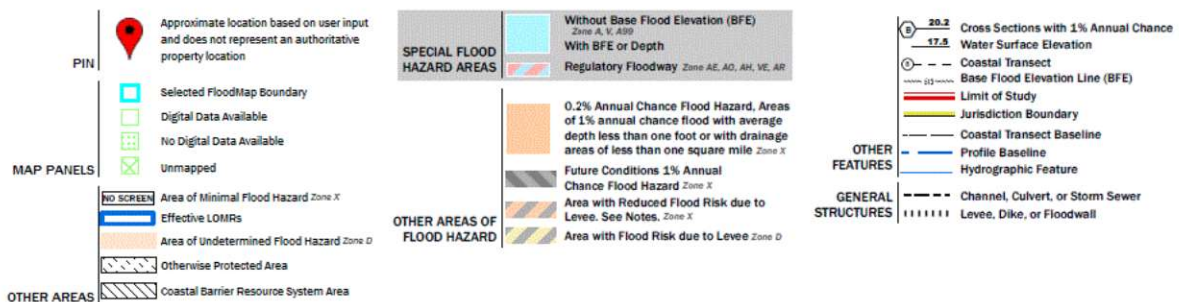 PIN
Approximate location based on user input
and does not represent an authoritative
property location
MAP PANELS
Selected FloodMap Boundary
Digital Data Available
No Digital Data Available
Unmapped
OTHER AREAS
NO SCREEN Area of Minimal Flood Hazard Zone X
Effective LOMRs
Area of Undetermined Flood Hazard Zone D
Otherwise Protected Area
Coastal Barrier Resource System Area
SPECIAL FLOOD
HAZARD AREAS
Without Base Flood Elevation (BFE)
Zone A, V, A99
With BFE or Depth
Regulatory Floodway Zone AE, AO, AH, VE, AR
OTHER AREAS OF
FLOOD HAZARD
0.2% Annual Chance Flood Hazard, Areas
of 1% annual chance flood with average
depth less than one foot or with drainage
areas of less than one square mile Zone X
Future Conditions 1% Annual
Chance Flood Hazard Zone X
Area with Reduced Flood Risk due to
Levee. See Notes. Zone X
Area with Flood Risk due to Levee Zone D
OTHER
FEATURES
B 20.2 Cross Sections with 1% Annual Chance
17.5 Water Surface Elevation
8 Coastal Transect
513 Base Flood Elevation Line (BFE)
Limit of Study
Jurisdiction Boundary
Coastal Transect Baseline
Profile Baseline
Hydrographic Feature
GENERAL
STRUCTURES
Channel, Culvert, or Storm Sewer
Levee, Dike, or Floodwall